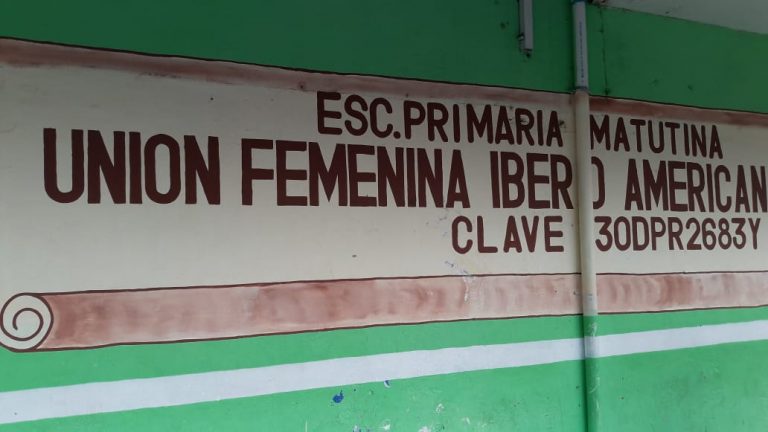 ESC.PRIMARIA MATUTINA
UNION FEMENINA IBERO AMERICAN
CLAVE 30DPR2683Y